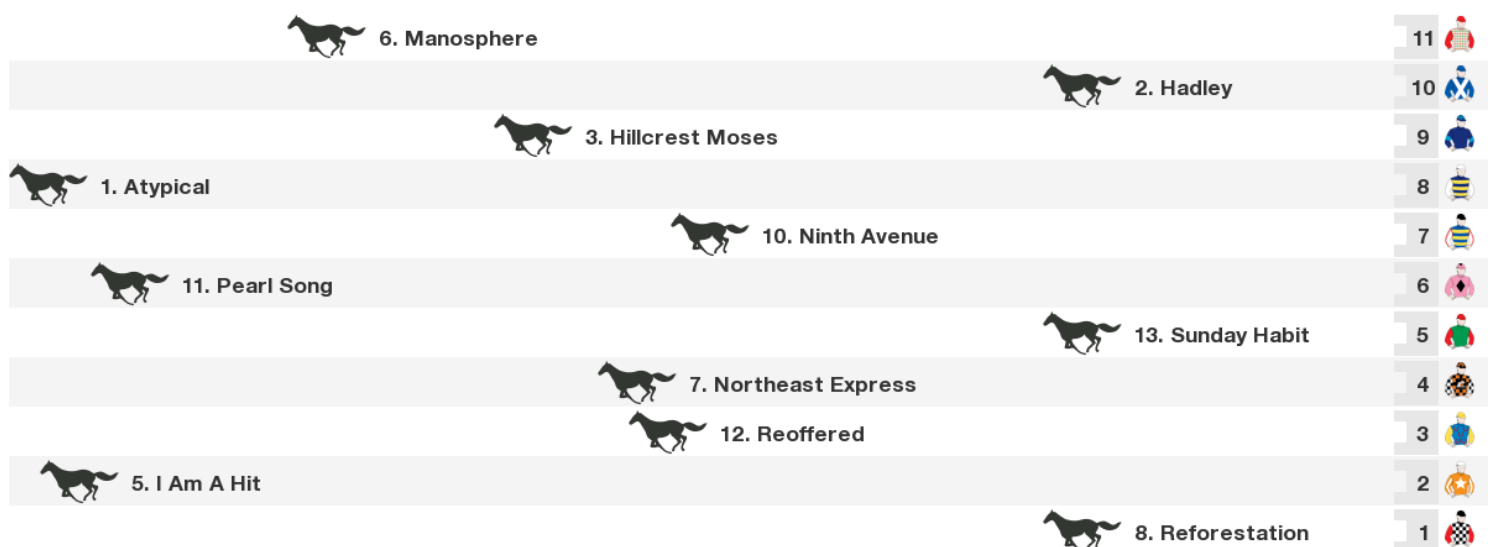 6. Manosphere 11
2. Hadley 10
3. Hillcrest Moses 9
1. Atypical 8
10. Ninth Avenue 7
11. Pearl Song 6
13. Sunday Habit 5
7. Northeast Express 4
12. Reoffered 3
5. I Am A Hit 2
8. Reforestation 1